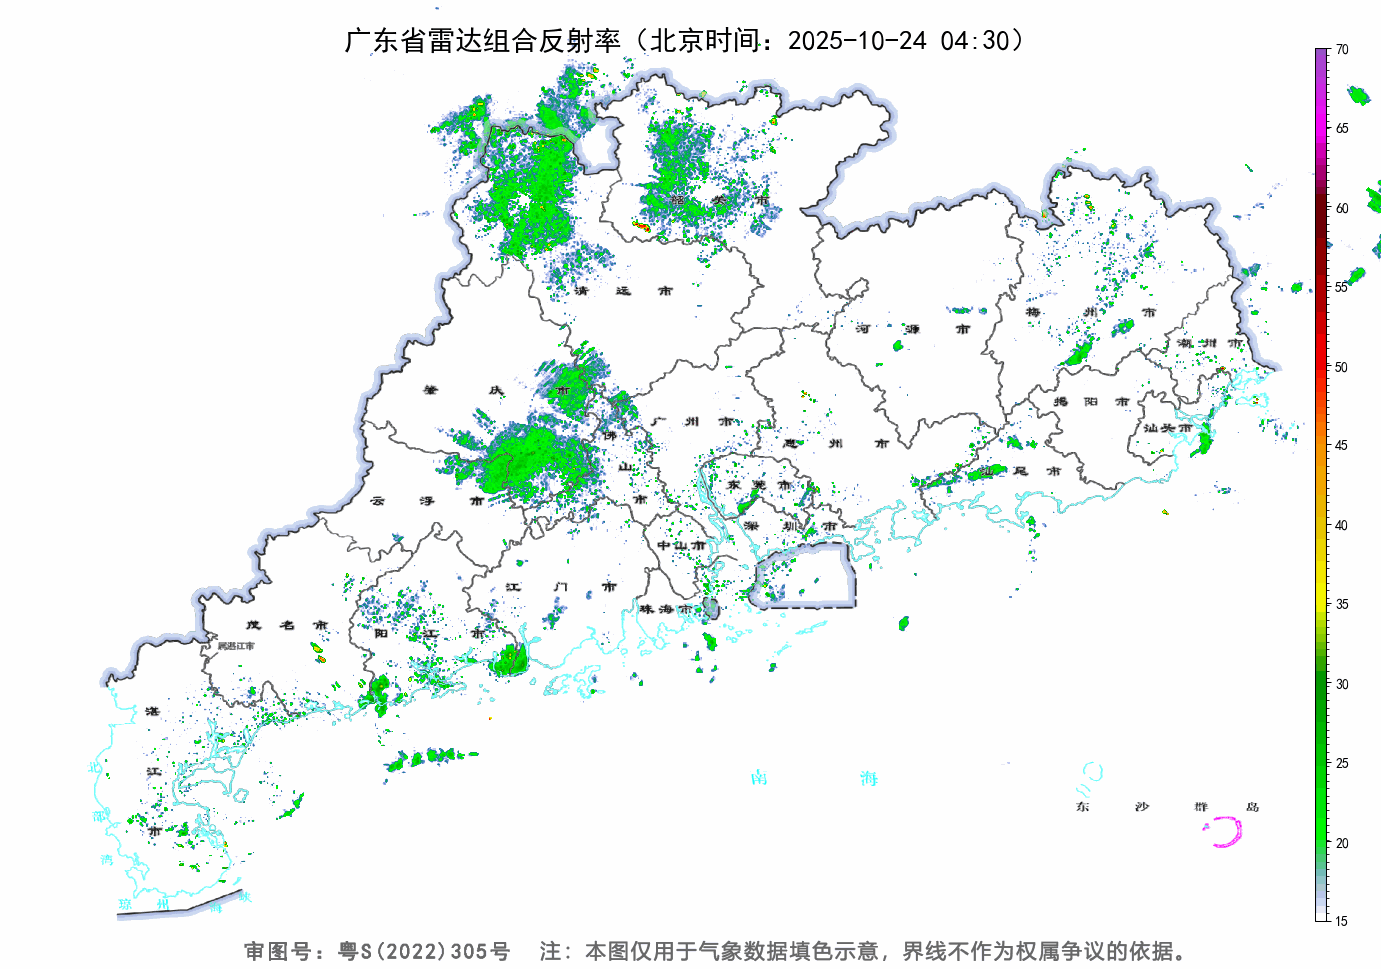 广东省雷达组合反射率（北京时间：2025-10-24 04:30）
70
65
60
55
50
45
40
35
30
25
20
15
韶 关 市
清 远 市
河 源 市
梅 州 市
潮 州 市
肇 庆 市
广 州 市
佛 山 市
惠 州 市
揭 阳 市
汕头市
汕 尾 市
东 莞 市
云 浮 市
深 圳 市
中山市
江 门 市
珠海市
茂 名 市
属湛江市
阳 江 市
湛 江 市
北 部 湾
琼 州 海 峡
南 海
东 沙 群 岛
审图号：粤S(2022)305号 注：本图仅用于气象数据填色示意，界线不作为权属争议的依据。